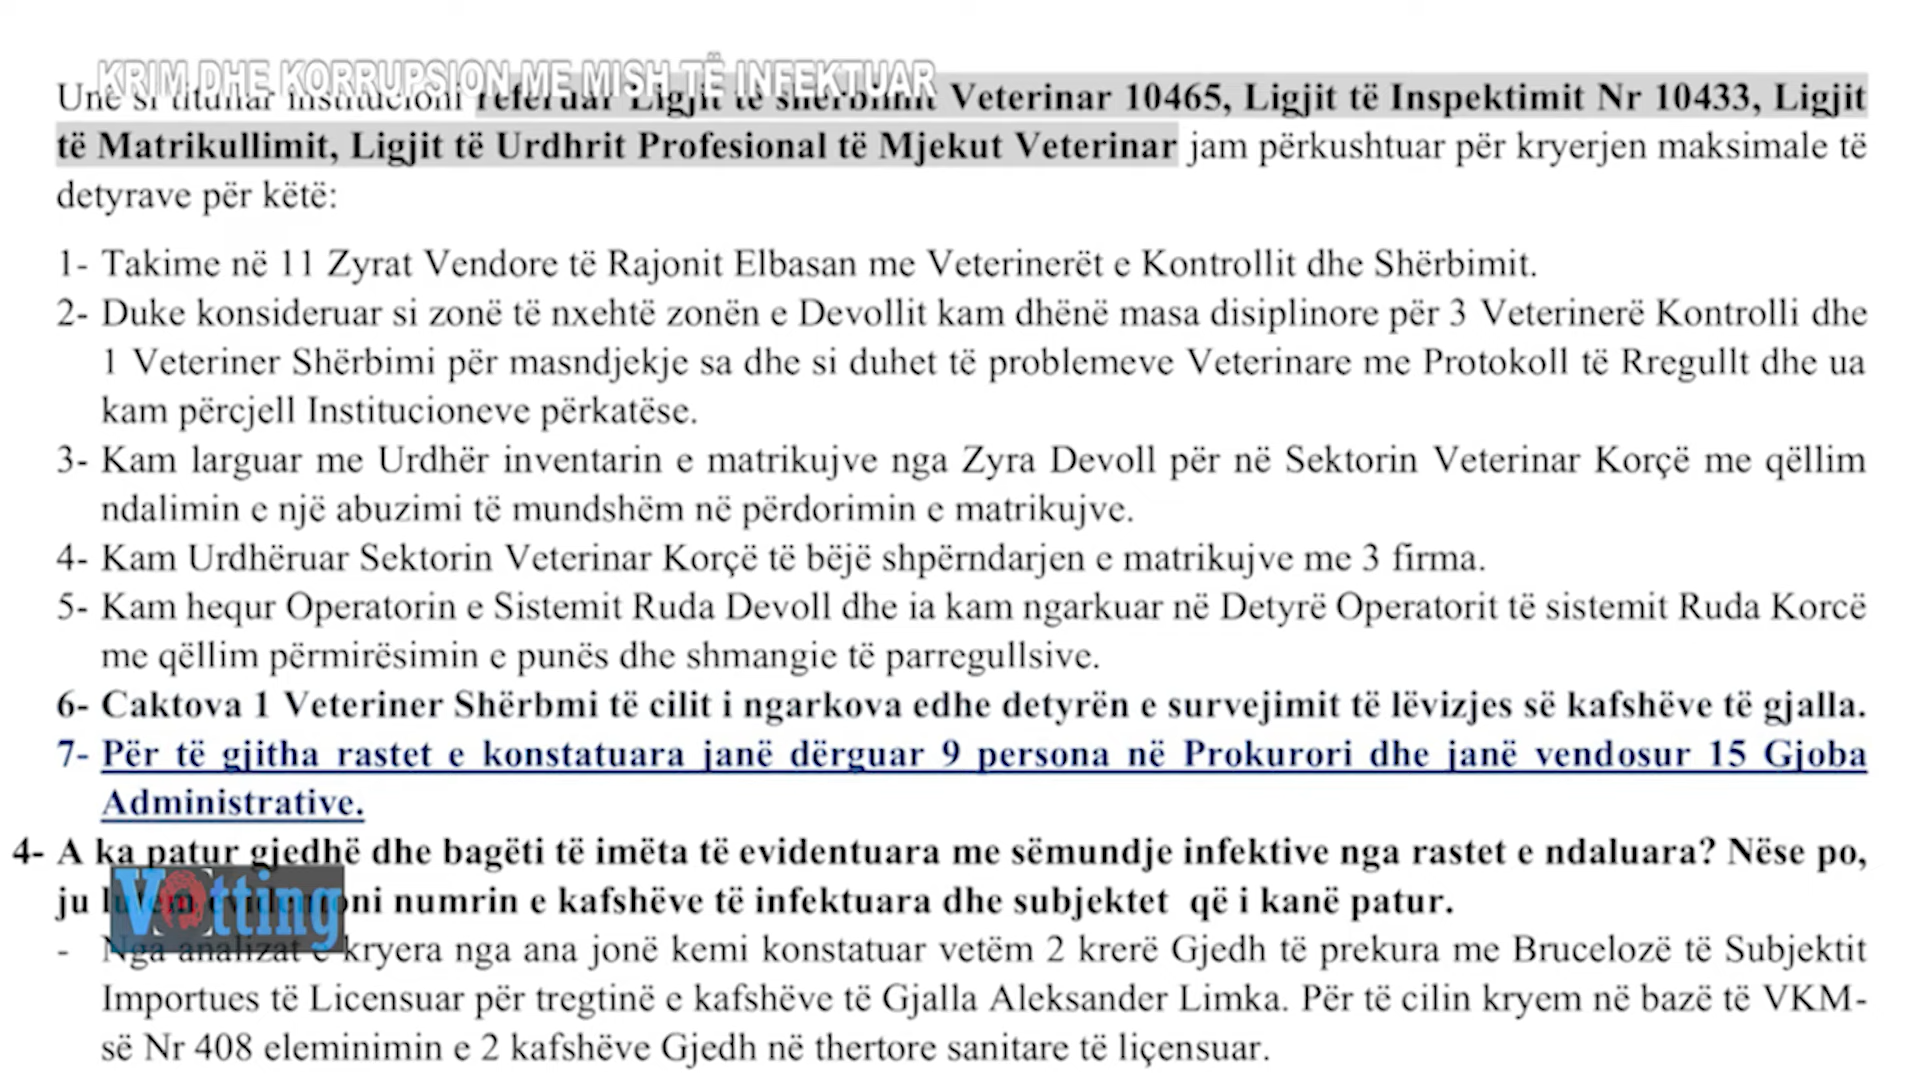 KRIM DHE KORRUPSION ME MISH TË INFEKTUAR
Unë si titullar institucioni referuar Ligjit të shërbimit Veterinar 10465, Ligjit të Inspektimit Nr 10433, Ligjit
të Matrikullimit, Ligjit të Urdhrit Profesional të Mjekut Veterinar jam përkushtuar për kryerjen maksimale të
detyrave për këtë:
1- Takime në 11 Zyrat Vendore të Rajonit Elbasan me Veterinerët e Kontrollit dhe Shërbimit.
2- Duke konsideruar si zonë të nxehtë zonën e Devollit kam dhënë masa disiplinore për 3 Veterinerë Kontrolli dhe
1 Veteriner Shërbimi për masndjekje sa dhe si duhet të problemeve Veterinare me Protokoll të Rregullt dhe ua
kam përcjell Institucioneve përkatëse.
3- Kam larguar me Urdhër inventarin e matrikujve nga Zyra Devoll për në Sektorin Veterinar Korçë me qëllim
ndalimin e një abuzimi të mundshëm në përdorimin e matrikujve.
4- Kam Urdhëruar Sektorin Veterinar Korçë të bëjë shpërndarjen e matrikujve me 3 firma.
5- Kam hequr Operatorin e Sistemit Ruda Devoll dhe ia kam ngarkuar në Detyrë Operatorit të sistemit Ruda Korcë
me qëllim përmirësimin e punës dhe shmangie të parregullsive.
6- Caktova 1 Veteriner Shërbmi të cilit i ngarkova edhe detyrën e survejimit të lëvizjes së kafshëve të gjalla.
7- Për të gjitha rastet e konstatuara janë dërguar 9 persona në Prokurori dhe janë vendosur 15 Gjoba
Administrative.
4- A ka patur gjedhë dhe bagëti të imëta të evidentuara me sëmundje infektive nga rastet e ndaluara? Nëse po,
ju numrin e kafshëve të infektuara dhe subjektet që i kanë patur.
Votting
- Nga analizat e kryera nga ana jonë kemi konstatuar vetëm 2 krerë Gjedh të prekura me Brucelozë të Subjektit
Importues të Licensuar për tregtinë e kafshëve të Gjalla Aleksander Limka. Për të cilin kryem në bazë të VKM-
së Nr 408 eleminimin e 2 kafshëve Gjedh në thertore sanitare të liçensuar.